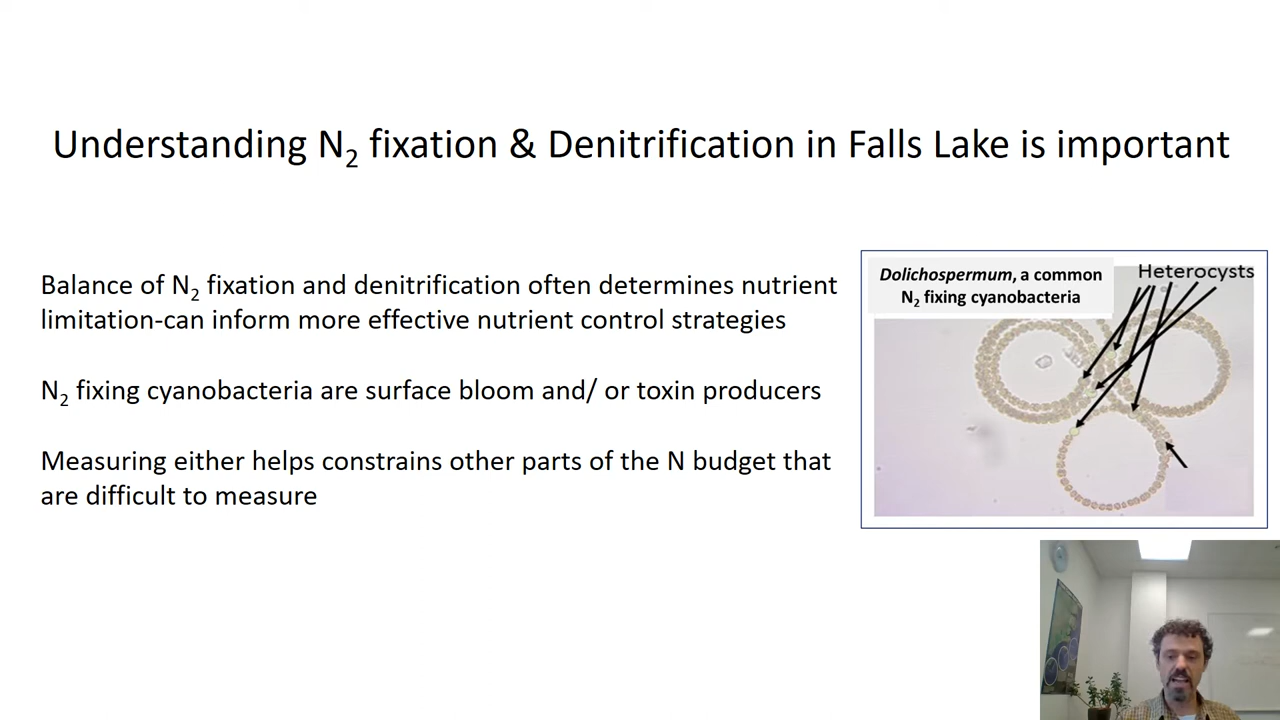 Understanding N₂ fixation & Denitrification in Falls Lake is important
Balance of N₂ fixation and denitrification often determines nutrient
limitation-can inform more effective nutrient control strategies
N₂ fixing cyanobacteria are surface bloom and/ or toxin producers
Measuring either helps constrains other parts of the N budget that
are difficult to measure
Dolichospermum, a common
N₂ fixing cyanobacteria
Heterocysts